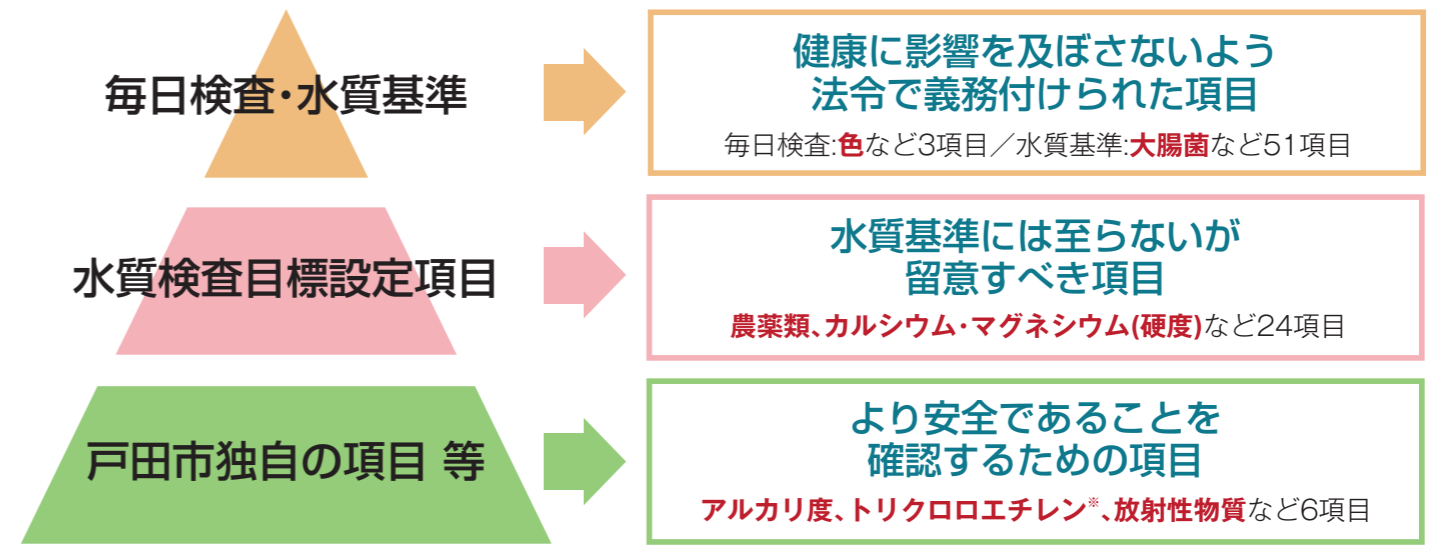 毎日検査・水質基準
健康に影響を及ぼさないよう
法令で義務付けられた項目
毎日検査:色など3項目／水質基準:大腸菌など51項目
水質検査目標設定項目
水質基準には至らないが
留意すべき項目
農薬類、カルシウム・マグネシウム(硬度)など24項目
戸田市独自の項目 等
より安全であることを
確認するための項目
アルカリ度、トリクロロエチレン※、放射性物質など6項目